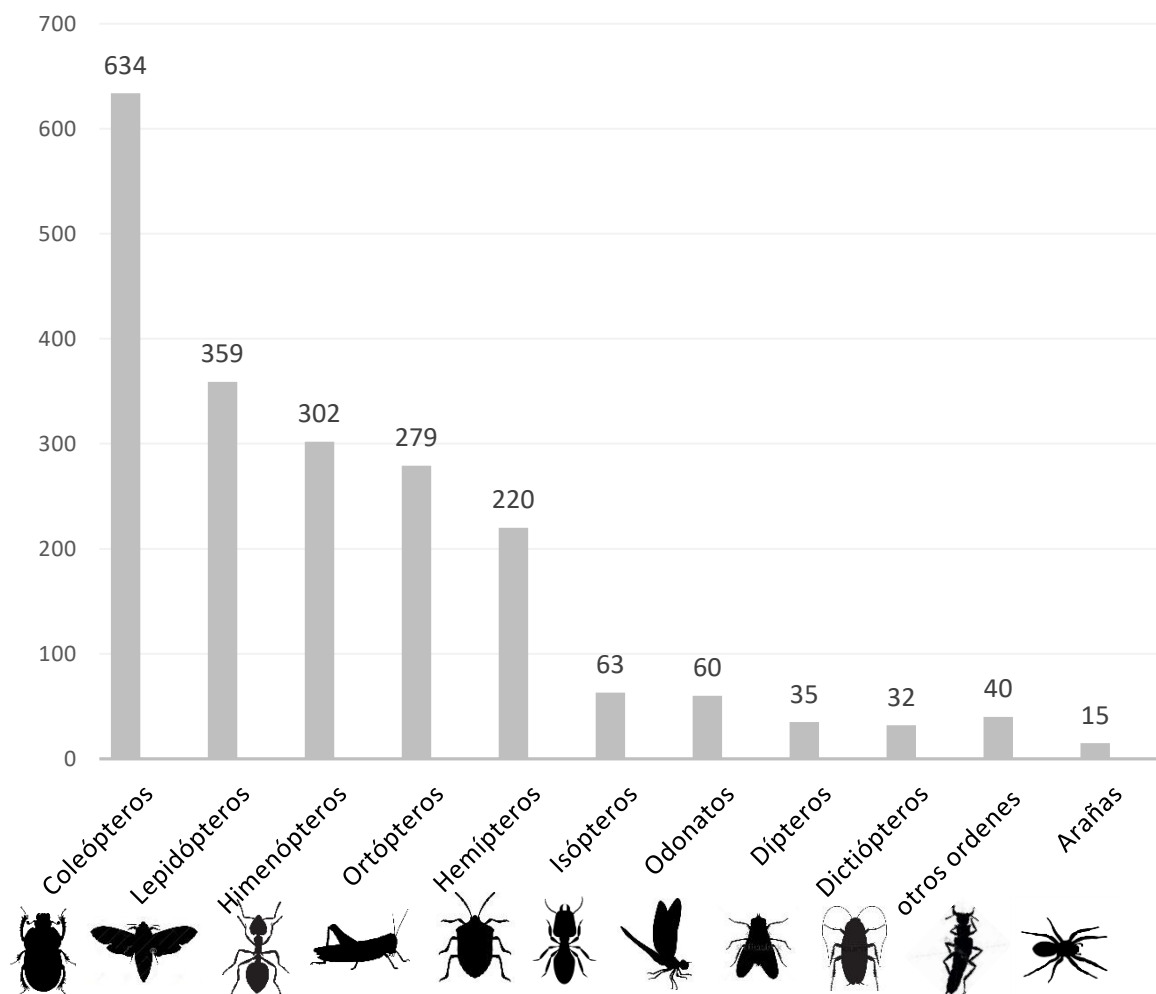 700
634
600
500
400
359
302
300
279
220
200
100
63
60
35
32
40
15
0
Coleópteros
Lepidópteros
Himenópteros
Ortópteros
Hemípteros
Isópteros
Odonatos
Dípteros
Dictiópteros
otros ordenes
Arañas